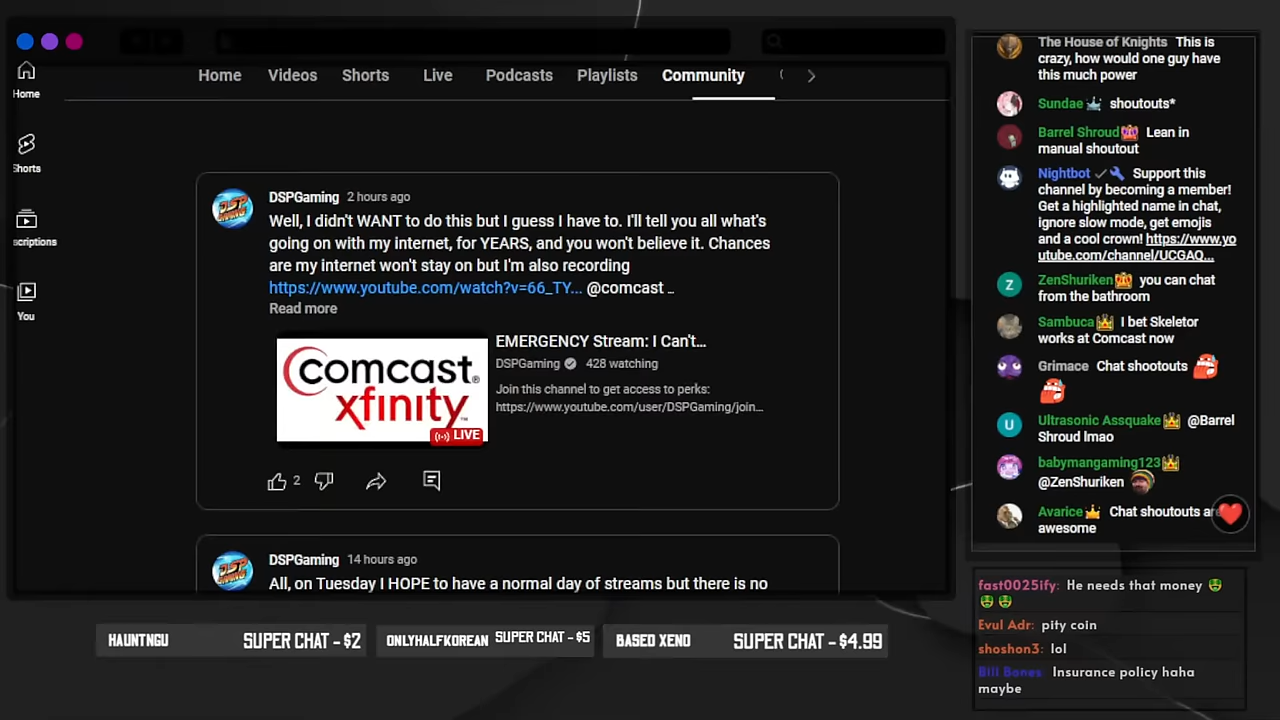 Home Videos Shorts Live Podcasts Playlists Community
Home
Shorts
scriptions
You
DSPGaming 2 hours ago
Well, I didn't WANT to do this but I guess I have to. I'll tell you all what's
going on with my internet, for YEARS, and you won't believe it. Chances
are my internet won't stay on but I'm also recording
https://www.youtube.com/watch?v=66_TY... @comcast ...
Read more
comcast®
xfinity™
LIVE
EMERGENCY Stream: I Can't...
DSPGaming 428 watching
Join this channel to get access to perks:
https://www.youtube.com/user/DSPGaming/join...
2
DSPGaming 14 hours ago
All, on Tuesday I HOPE to have a normal day of streams but there is no
HAUNTNGU SUPER CHAT - $2
ONLYHALFKOREAN SUPER CHAT - $5
BASED XENO SUPER CHAT - $4.99
The House of Knights This is
crazy, how would one guy have
this much power
Sundae shoutouts*
Barrel Shroud Lean in
manual shoutout
Nightbot Support this
channel by becoming a member!
Get a highlighted name in chat,
ignore slow mode, get emojis
and a cool crown! https://www.yo
utube.com/channel/UCGAQ...
Z
ZenShuriken you can chat
from the bathroom
Sambuca I bet Skeletor
works at Comcast now
Grimace Chat shootouts
U
Ultrasonic Assquake @Barrel
Shroud lmao
babymangaming123
@ZenShuriken
Avarice Chat shoutouts are
awesome
fast0025ify: He needs that money 🤑
🤑🤑
Evul Adr: pity coin
shoshon3: lol
Bill Bones: Insurance policy haha
maybe